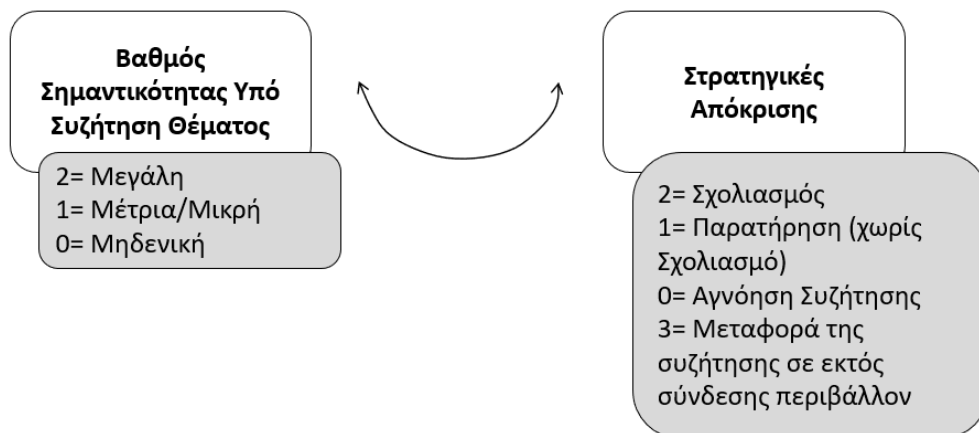 Βαθμός
Σημαντικότητας Υπό
Συζήτηση Θέματος
2= Μεγάλη
1= Μέτρια/Μικρή
0= Μηδενική
Στρατηγικές
Απόκρισης
2= Σχολιασμός
1= Παρατήρηση (χωρίς
Σχολιασμό)
0= Αγνόηση Συζήτησης
3= Μεταφορά της
συζήτησης σε εκτός
σύνδεσης περιβάλλον